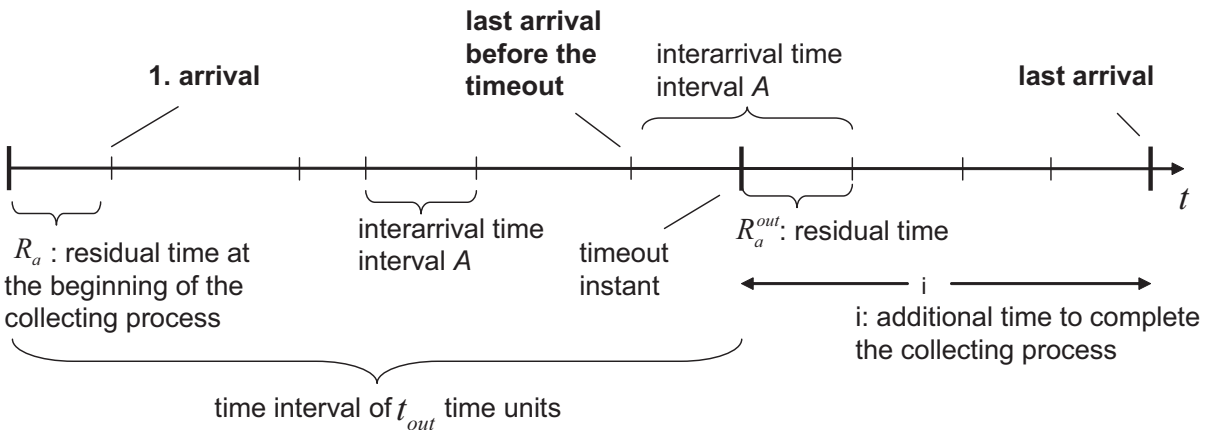 last arrival
before the
timeout
interarrival time
interval A
1. arrival
last arrival
t
R_a : residual time at
the beginning of the
collecting process
interarrival time
interval A
timeout
instant
R_a^{out}: residual time
i
i: additional time to complete
the collecting process
time interval of t_{out} time units